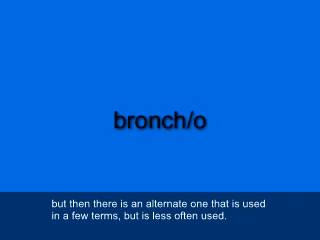 bronch/o
but then there is an alternate one that is used
in a few terms, but is less often used.